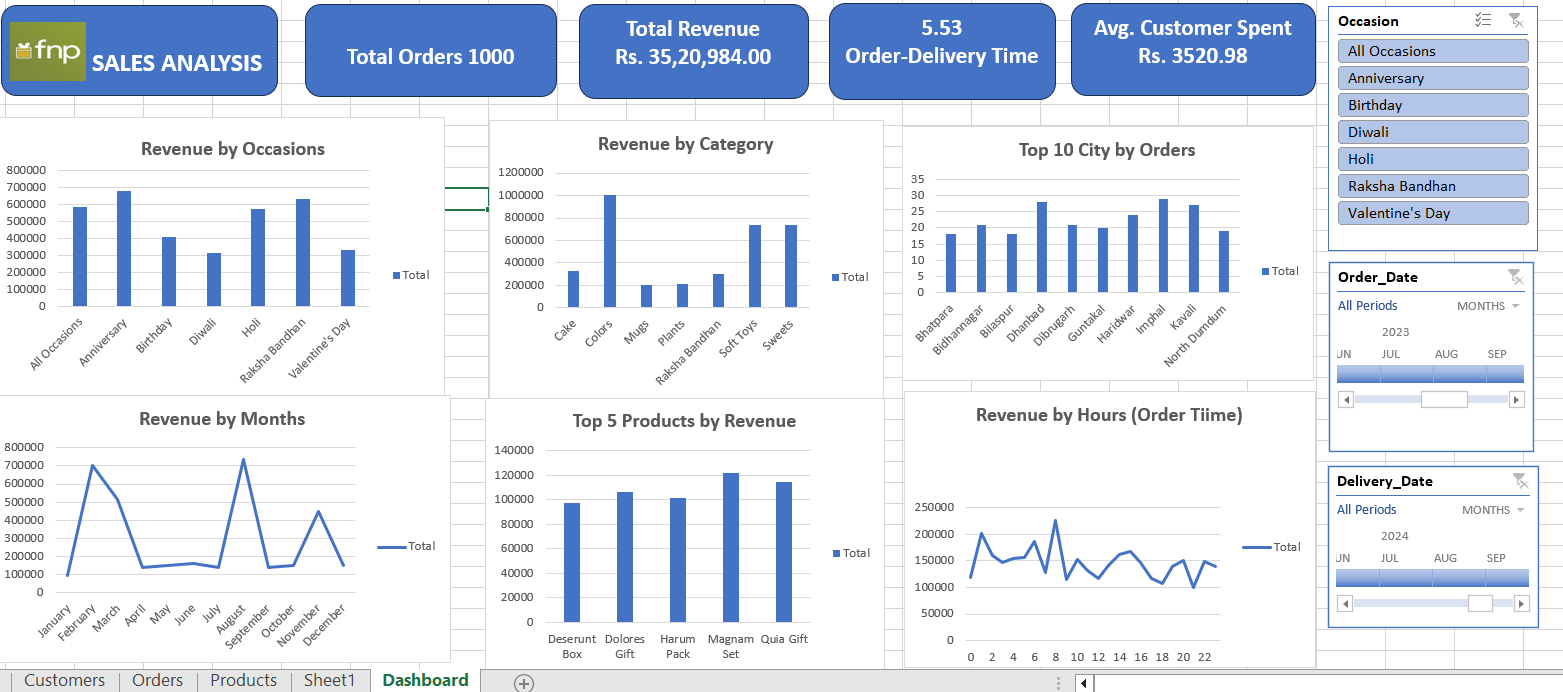 fnp
SALES ANALYSIS
Total Orders 1000
Total Revenue
Rs. 35,20,984.00
5.53
Order-Delivery Time
Avg. Customer Spent
Rs. 3520.98
Occasion
All Occasions
Anniversary
Birthday
Diwali
Holi
Raksha Bandhan
Valentine's Day
Revenue by Occasions
800000
700000
600000
500000
400000
300000
200000
100000
0
All Occasions
Anniversary
Birthday
Diwali
Holi
Raksha Bandhan
Valentine's Day
Total
Revenue by Category
1200000
1000000
800000
600000
400000
200000
0
Cake
Colors
Mugs
Plants
Raksha Bandhan
Soft Toys
Sweets
Total
Top 10 City by Orders
35
30
25
20
15
10
5
0
Bhatpara
Bidhannagar
Bilaspur
Dhanbad
Dibrugarh
Guntakal
Haridwar
Imphal
Kavali
North Dumdum
Total
Order_Date
All Periods MONTHS
2023
UN JUL AUG SEP
Revenue by Months
800000
700000
600000
500000
400000
300000
200000
100000
0
January
February
March
April
May
June
July
August
September
October
November
December
Total
Top 5 Products by Revenue
140000
120000
100000
80000
60000
40000
20000
0
Deserunt Box
Dolores Gift
Harum Pack
Magnam Set
Quia Gift
Total
Revenue by Hours (Order Tiime)
250000
200000
150000
100000
50000
0
0 2 4 6 8 10 12 14 16 18 20 22
Total
Delivery_Date
All Periods MONTHS
2024
UN JUL AUG SEP
Customers Orders Products Sheet1 Dashboard